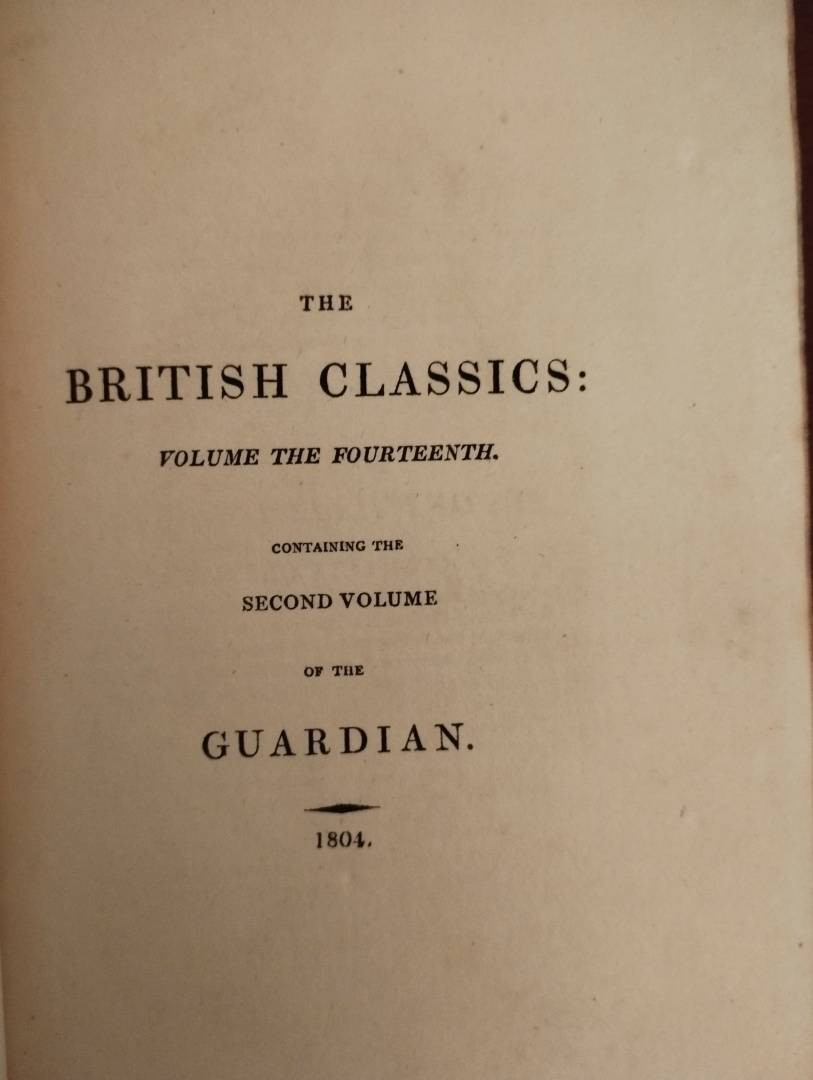 THE
BRITISH CLASSICS:
VOLUME THE FOURTEENTH.
CONTAINING THE
SECOND VOLUME
OF THE
GUARDIAN.
1804.